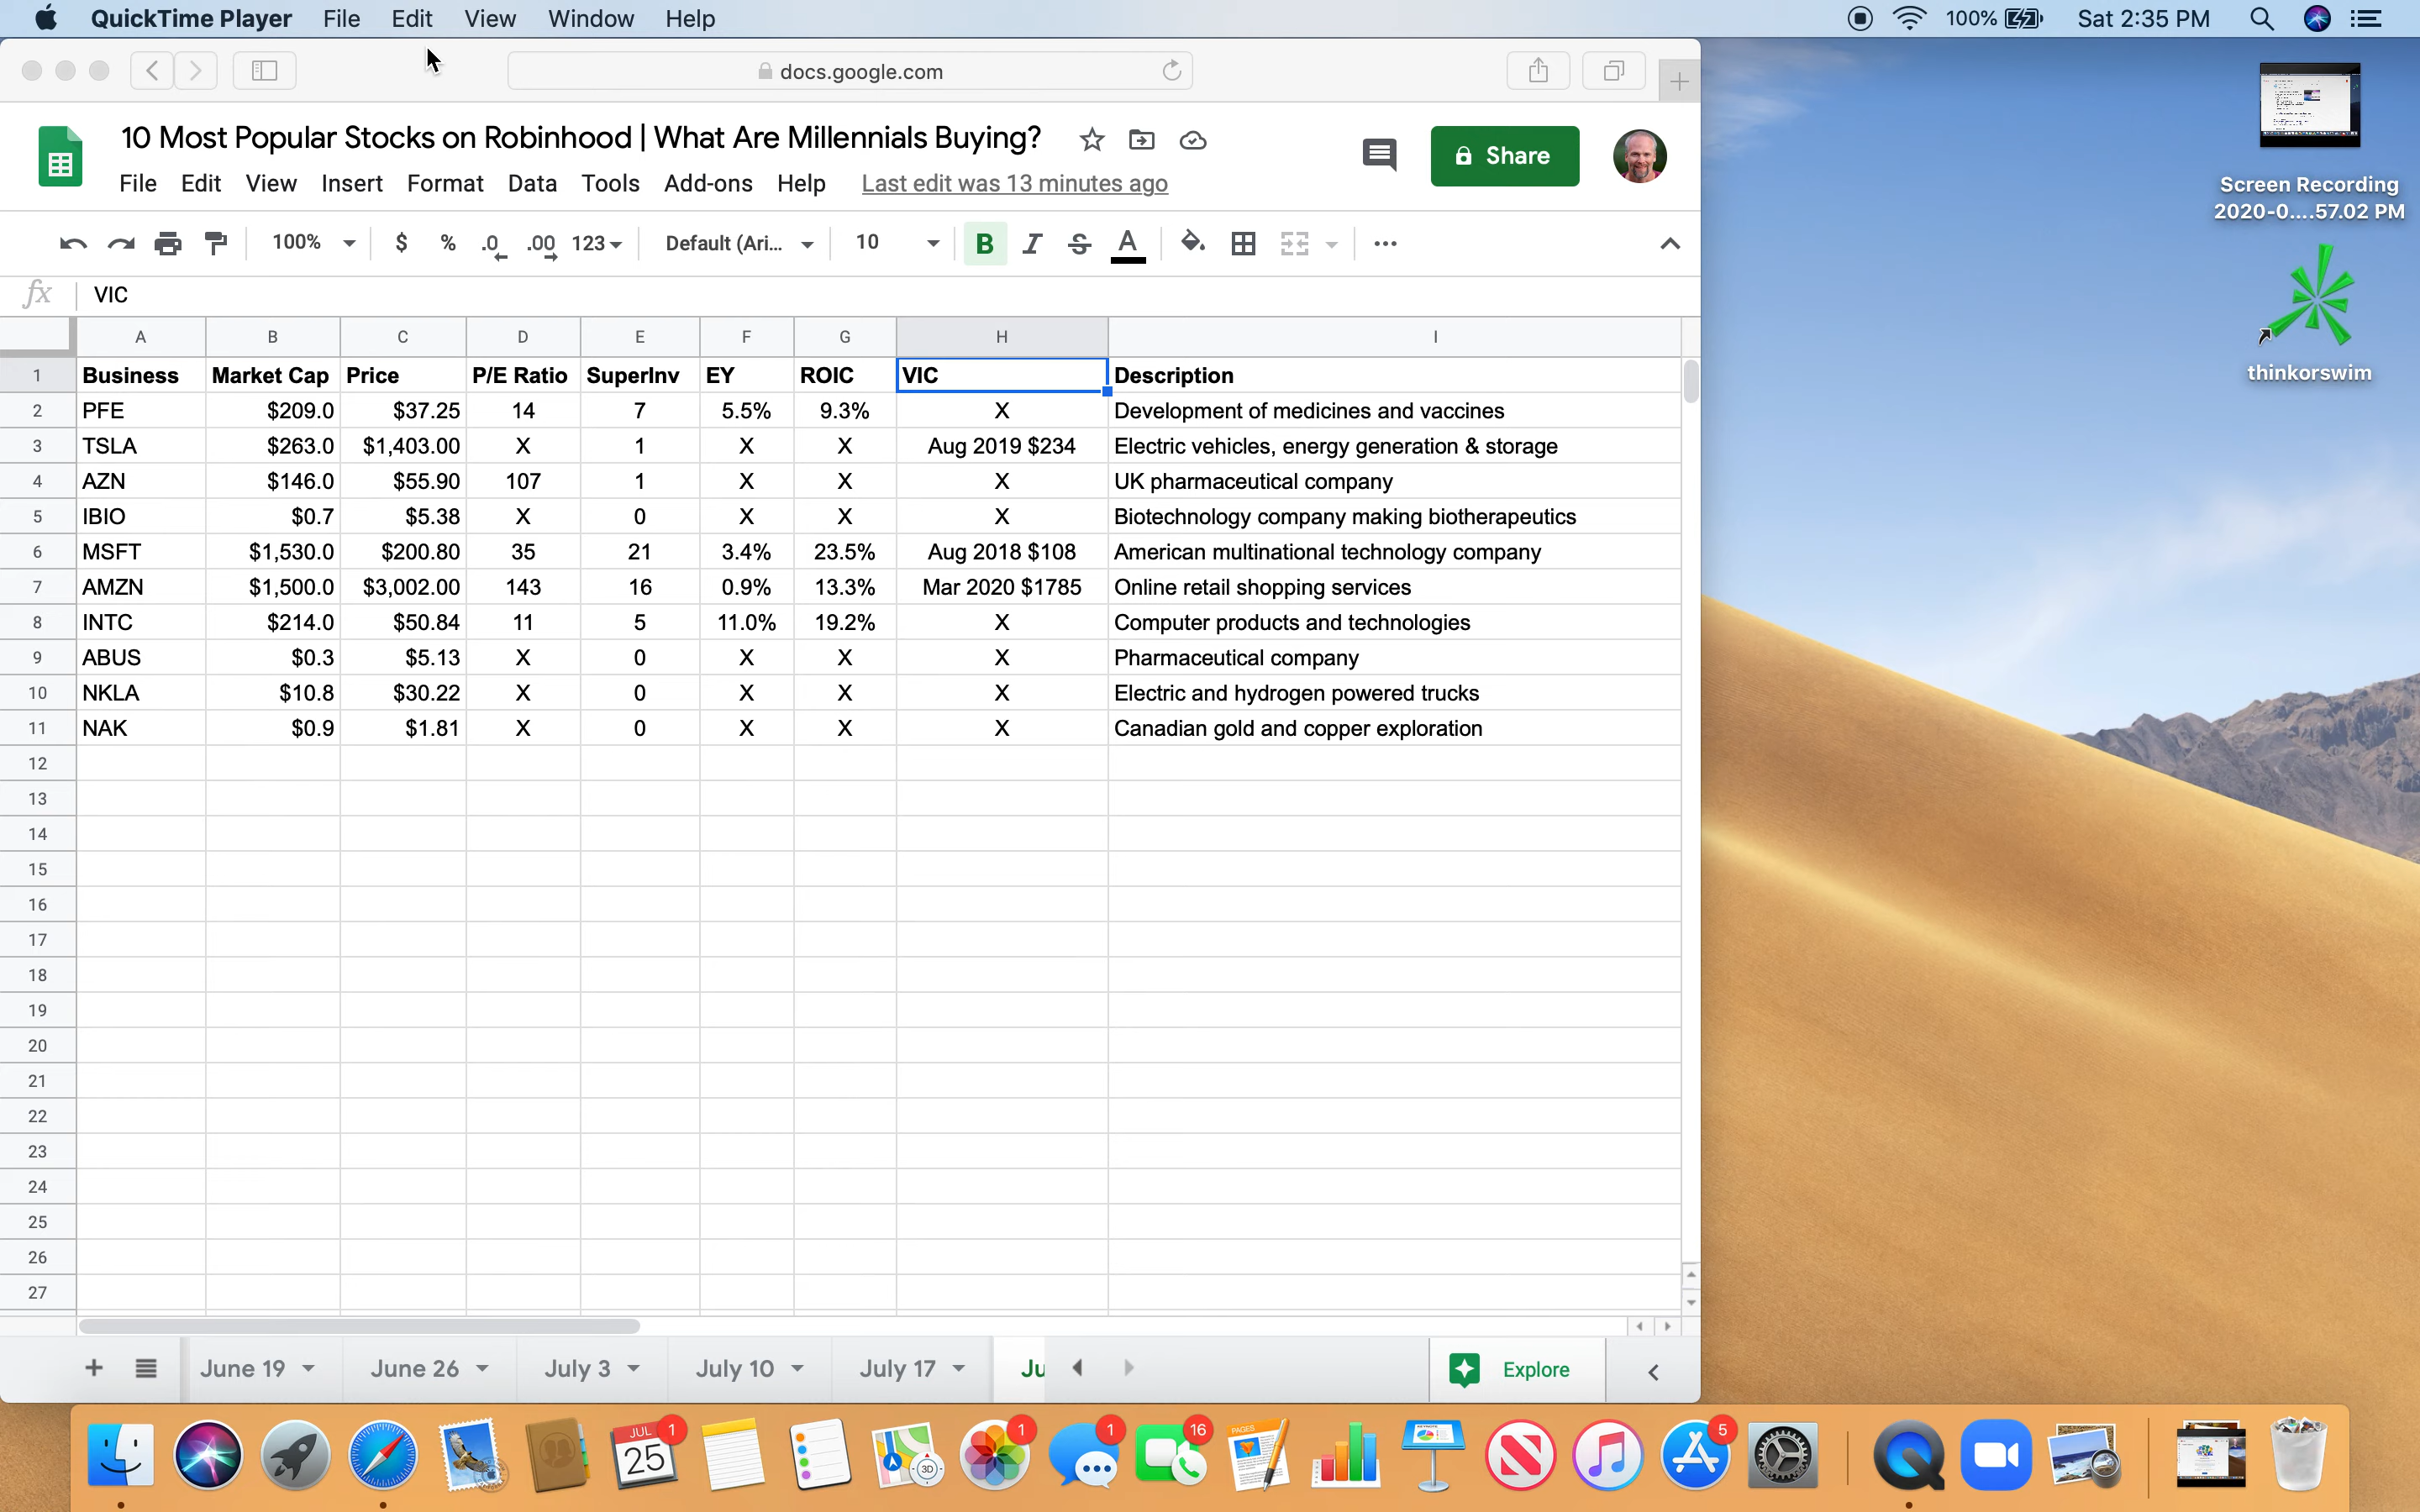 QuickTime Player File Edit View Window Help 100% Sat 2:35 PM
docs.google.com
10 Most Popular Stocks on Robinhood | What Are Millennials Buying?
Share
File Edit View Insert Format Data Tools Add-ons Help Last edit was 13 minutes ago
100% $ % .0 .00 123 Default (Ari... 10 B I S A
fx VIC
A B C D E F G H I
1 Business Market Cap Price P/E Ratio SuperInv EY ROIC VIC Description
2 PFE $209.0 $37.25 14 7 5.5% 9.3% X Development of medicines and vaccines
3 TSLA $263.0 $1,403.00 X 1 X X Aug 2019 $234 Electric vehicles, energy generation & storage
4 AZN $146.0 $55.90 107 1 X X X UK pharmaceutical company
5 IBIO $0.7 $5.38 X 0 X X X Biotechnology company making biotherapeutics
6 MSFT $1,530.0 $200.80 35 21 3.4% 23.5% Aug 2018 $108 American multinational technology company
7 AMZN $1,500.0 $3,002.00 143 16 0.9% 13.3% Mar 2020 $1785 Online retail shopping services
8 INTC $214.0 $50.84 11 5 11.0% 19.2% X Computer products and technologies
9 ABUS $0.3 $5.13 X 0 X X X Pharmaceutical company
10 NKLA $10.8 $30.22 X 0 X X X Electric and hydrogen powered trucks
11 NAK $0.9 $1.81 X 0 X X X Canadian gold and copper exploration
12
13
14
15
16
17
18
19
20
21
22
23
24
25
26
27
June 19 June 26 July 3 July 10 July 17 Ju Explore
Screen Recording
2020-0....57.02 PM
thinkorswim
JUL 1 1 1 16 PAGES 5
25 3D